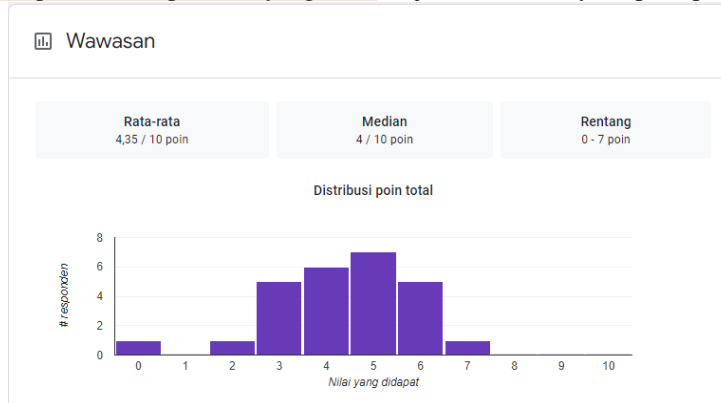 Wawasan
Rata-rata
4,35 / 10 poin
Median
4 / 10 poin
Rentang
0 - 7 poin
Distribusi poin total
# responden
8
6
4
2
0
0 1 2 3 4 5 6 7 8 9 10
Nilai yang didapat